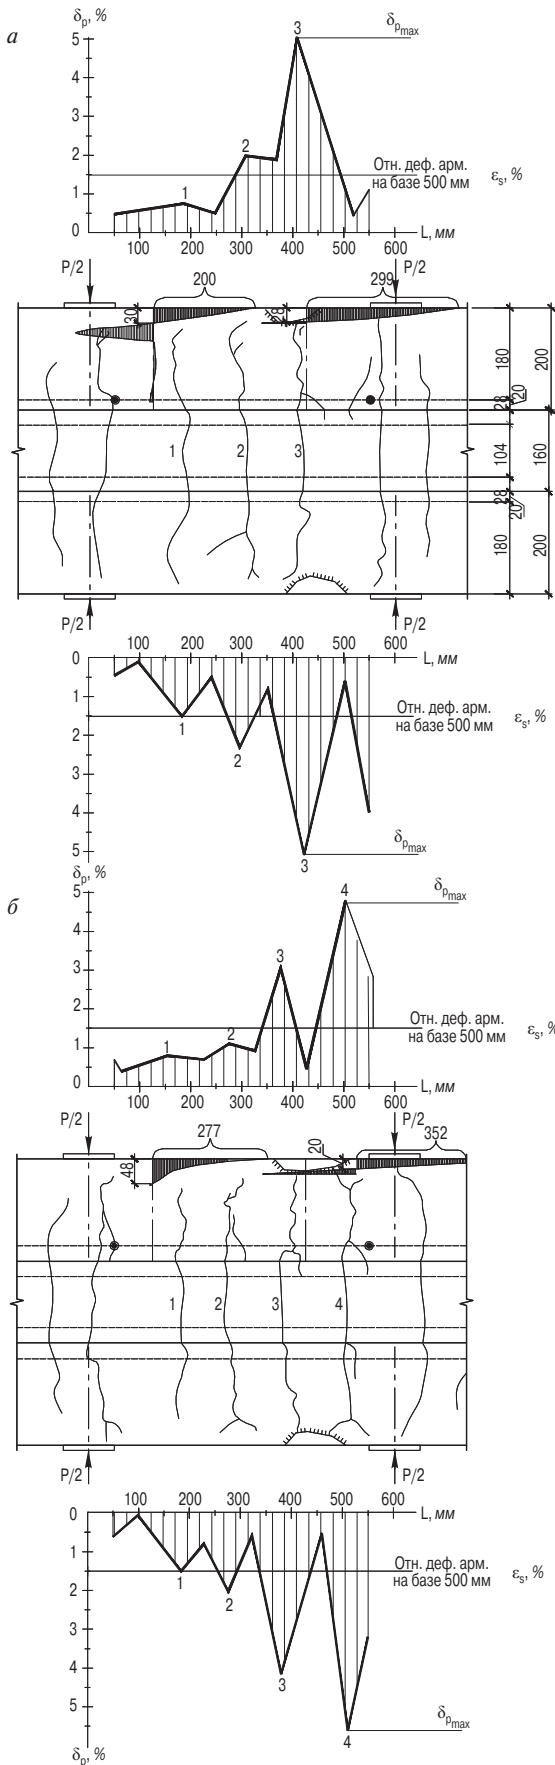 а
δp, %
3
δpmax
5
4
3
2
2
Отн. деф. арм.
на базе 500 мм
εs, %
1
1
0
100
200
300
400
500
600
L, мм
P/2
P/2
200
299
30
28
180
200
20
28
1
2
3
104
160
28
20
180
200
P/2
P/2
100
200
300
400
500
600
L, мм
0
1
Отн. деф. арм.
на базе 500 мм
εs, %
1
2
2
3
4
5
3
δpmax
δp, %
б
4
δpmax
5
4
3
3
2
Отн. деф. арм.
на базе 500 мм
εs, %
1
1
2
0
100
200
300
400
500
600
L, мм
P/2
P/2
277
20
352
48
1
2
3
4
P/2
P/2
100
200
300
400
500
600
L, мм
0
1
Отн. деф. арм.
на базе 500 мм
εs, %
1
2
2
3
4
3
5
4
δpmax
δp, %